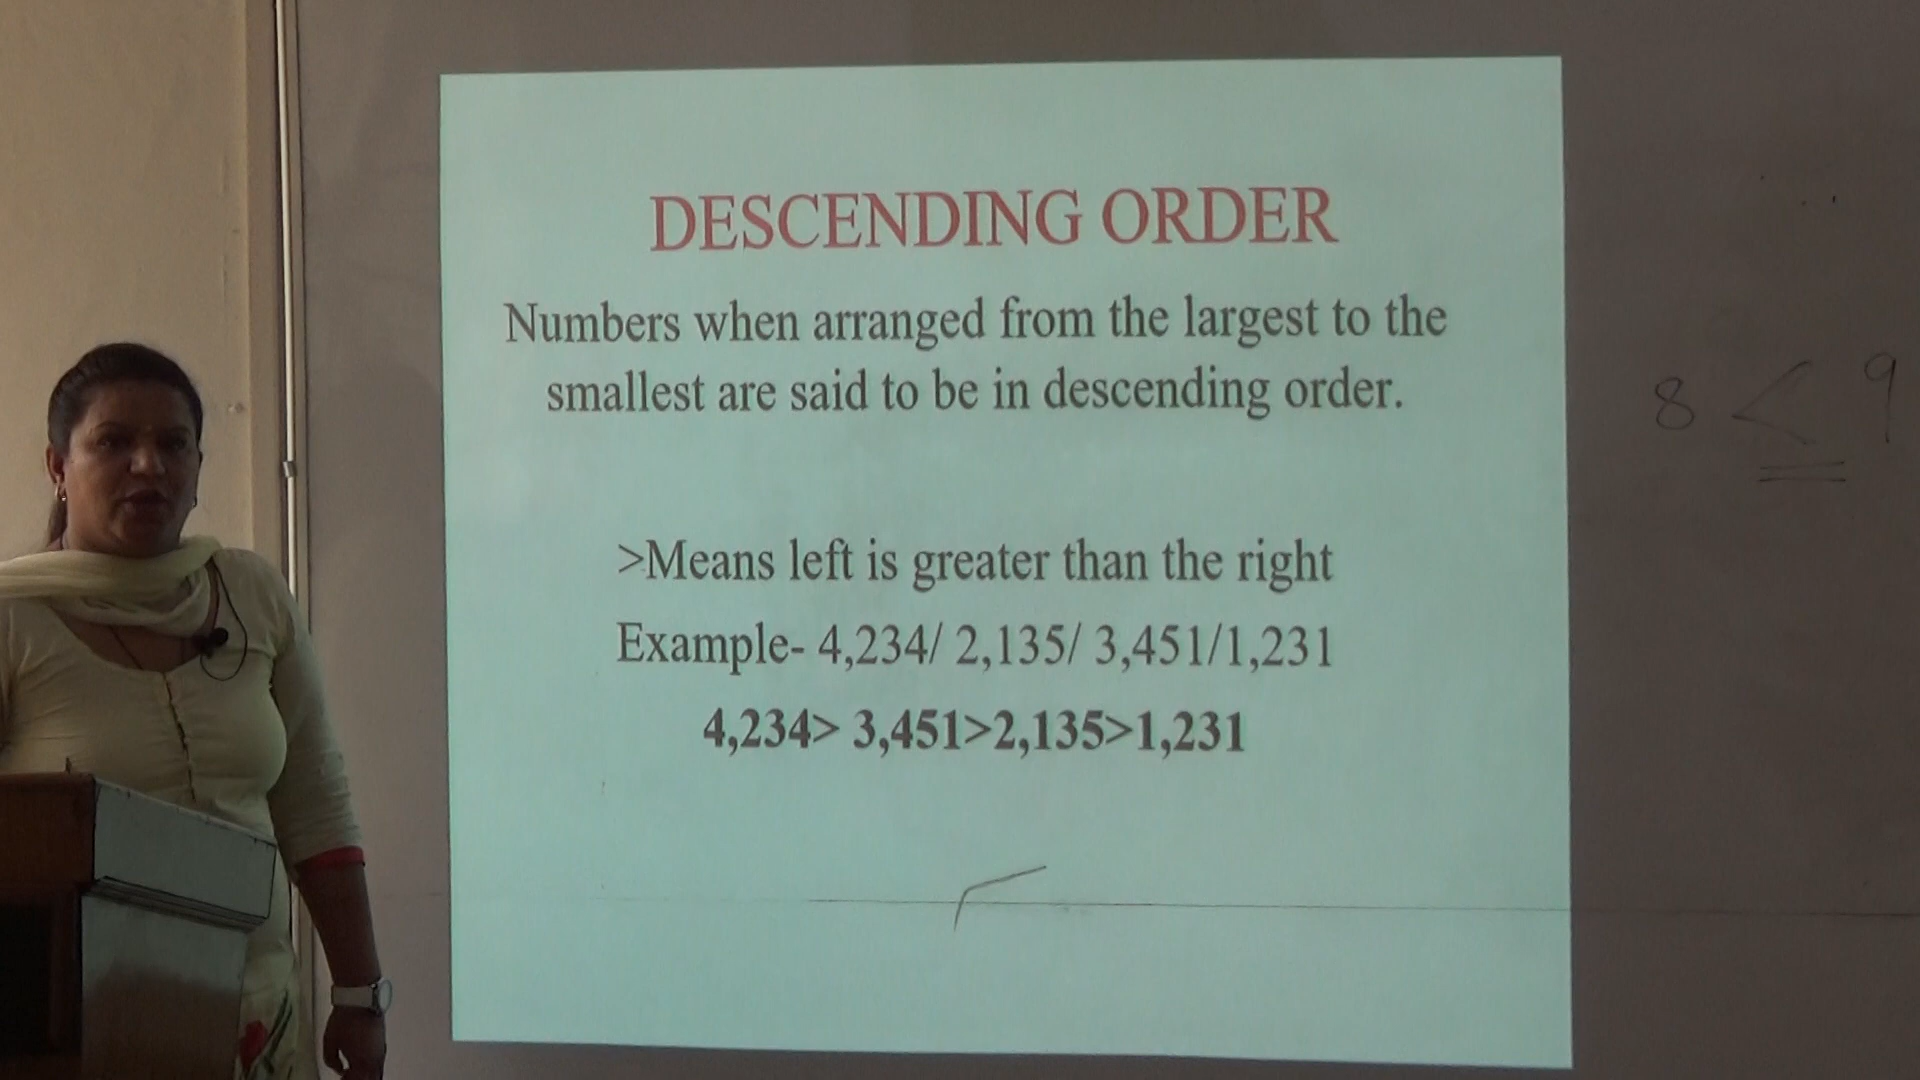 DESCENDING ORDER
Numbers when arranged from the largest to the
smallest are said to be in descending order.
>Means left is greater than the right
Example- 4,234/ 2,135/ 3,451/1,231
4,234> 3,451>2,135>1,231
8 < 9